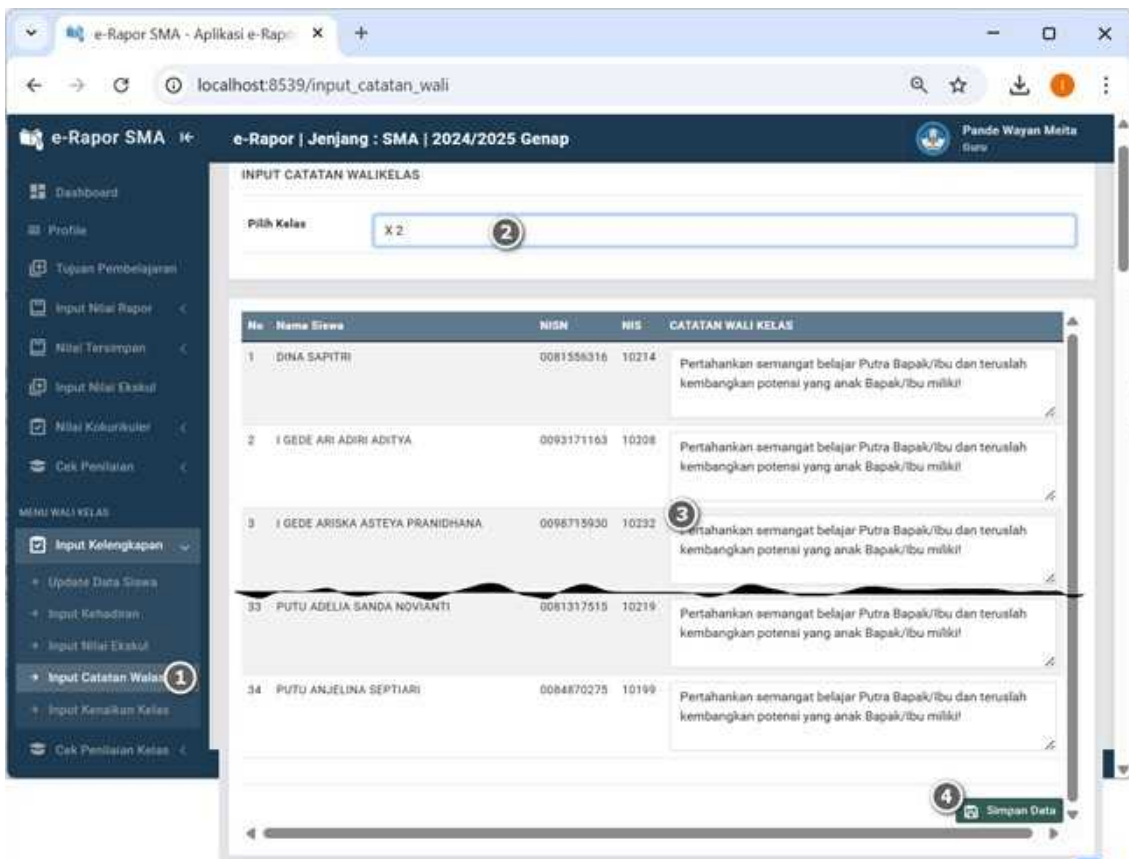 e-Rapor SMA - Aplikasi e-Rapo
localhost:8539/input_catatan_wali
e-Rapor SMA
e-Rapor | Jenjang : SMA | 2024/2025 Genap
Pande Wayan Meita
Guru
Dashboard
Profile
Tujuan Pembelajaran
Input Nilai Rapor
Nilai Tersimpan
Input Nilai Ekskul
Nilai Kokurikuler
Cek Penilaian
MENU WALI KELAS
Input Kelengkapan
Update Data Siswa
Input Kehadiran
Input Nilai Ekskul
Input Catatan Walas 1
Input Kenaikan Kelas
Cek Penilaian Kelas
INPUT CATATAN WALIKELAS
Pilih Kelas X 2 2
No Nama Siswa NISN NIS CATATAN WALI KELAS
1 DINA SAPITRI 0081556316 10214 Pertahankan semangat belajar Putra Bapak/Ibu dan teruslah
kembangkan potensi yang anak Bapak/Ibu miliki!
2 I GEDE ARI ADIRI ADITYA 0093171163 10208 Pertahankan semangat belajar Putra Bapak/Ibu dan teruslah
kembangkan potensi yang anak Bapak/Ibu miliki!
3
3 I GEDE ARISKA ASTEYA PRANIDHANA 0098715930 10232 Pertahankan semangat belajar Putra Bapak/Ibu dan teruslah
kembangkan potensi yang anak Bapak/Ibu miliki!
33 PUTU ADELIA SANDA NOVIANTI 0081317515 10219 Pertahankan semangat belajar Putra Bapak/Ibu dan teruslah
kembangkan potensi yang anak Bapak/Ibu miliki!
34 PUTU ANJELINA SEPTIARI 0084870275 10199 Pertahankan semangat belajar Putra Bapak/Ibu dan teruslah
kembangkan potensi yang anak Bapak/Ibu miliki!
4
Simpan Data